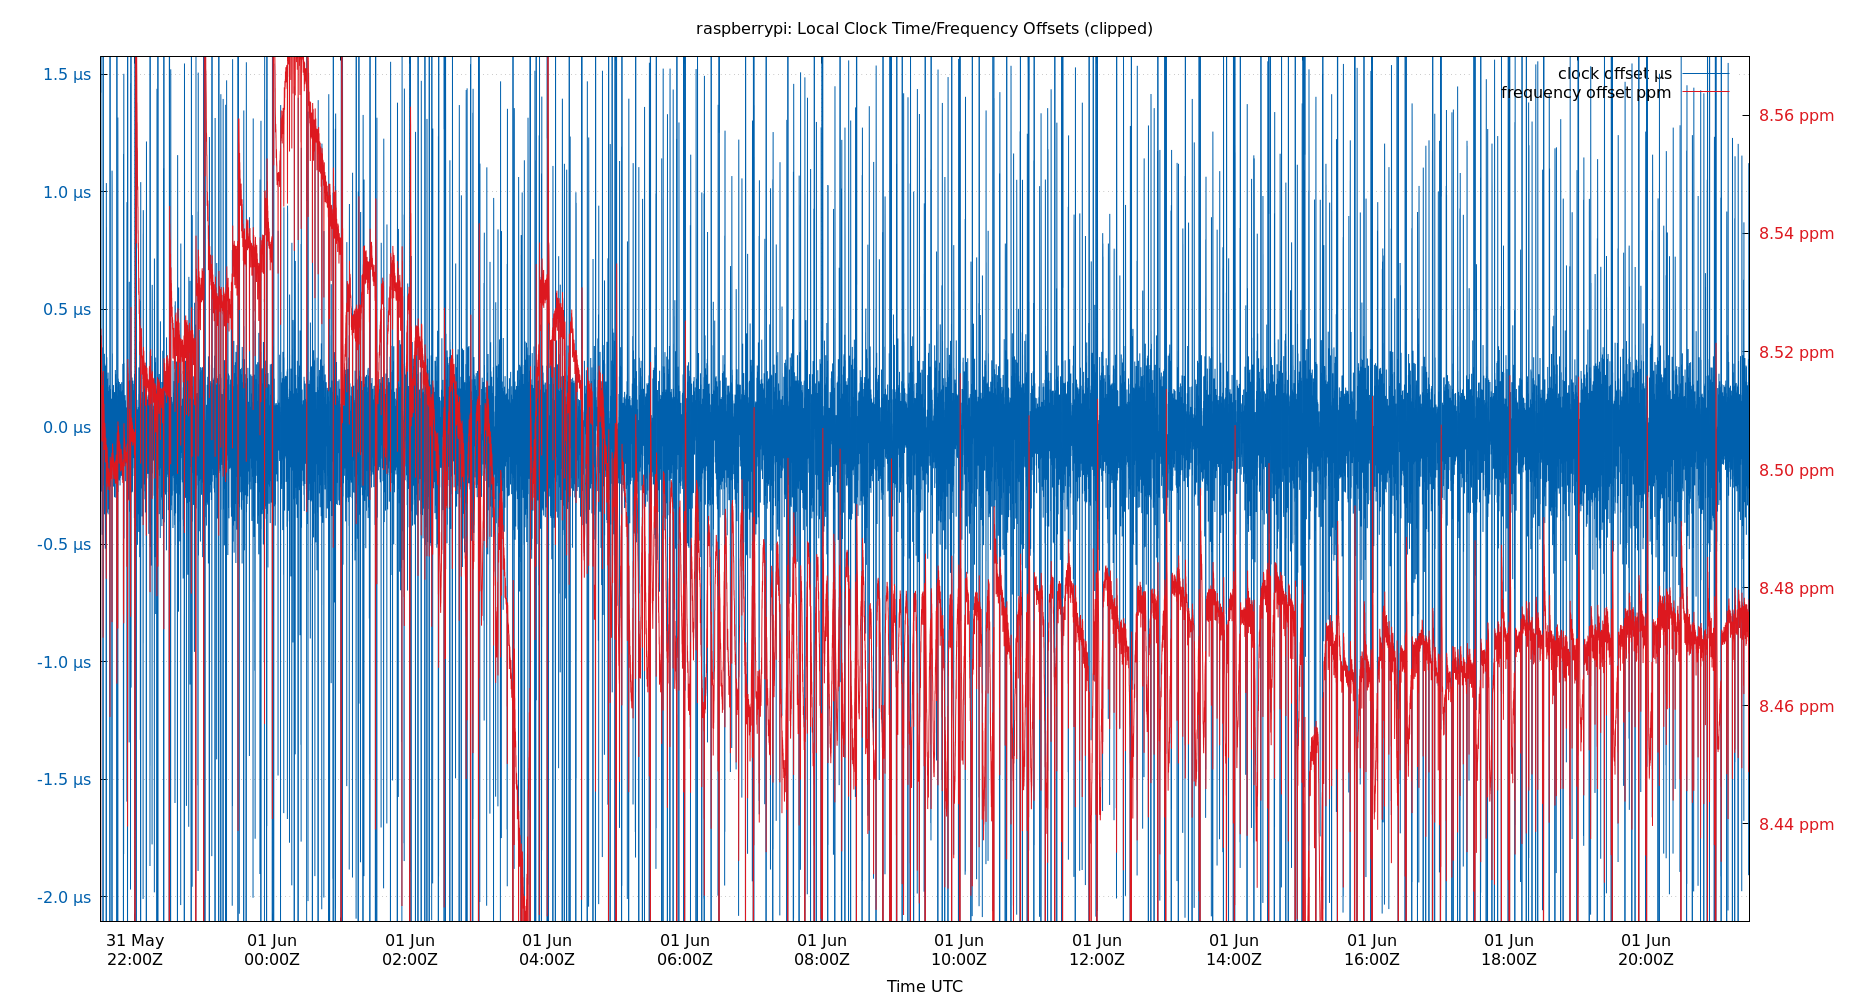 raspberrypi: Local Clock Time/Frequency Offsets (clipped)
clock offset µs
frequency offset ppm
1.5 µs
1.0 µs
0.5 µs
0.0 µs
-0.5 µs
-1.0 µs
-1.5 µs
-2.0 µs
8.56 ppm
8.54 ppm
8.52 ppm
8.50 ppm
8.48 ppm
8.46 ppm
8.44 ppm
31 May 01 Jun 01 Jun 01 Jun 01 Jun 01 Jun 01 Jun 01 Jun 01 Jun 01 Jun 01 Jun 01 Jun
22:00Z 00:00Z 02:00Z 04:00Z 06:00Z 08:00Z 10:00Z 12:00Z 14:00Z 16:00Z 18:00Z 20:00Z
Time UTC